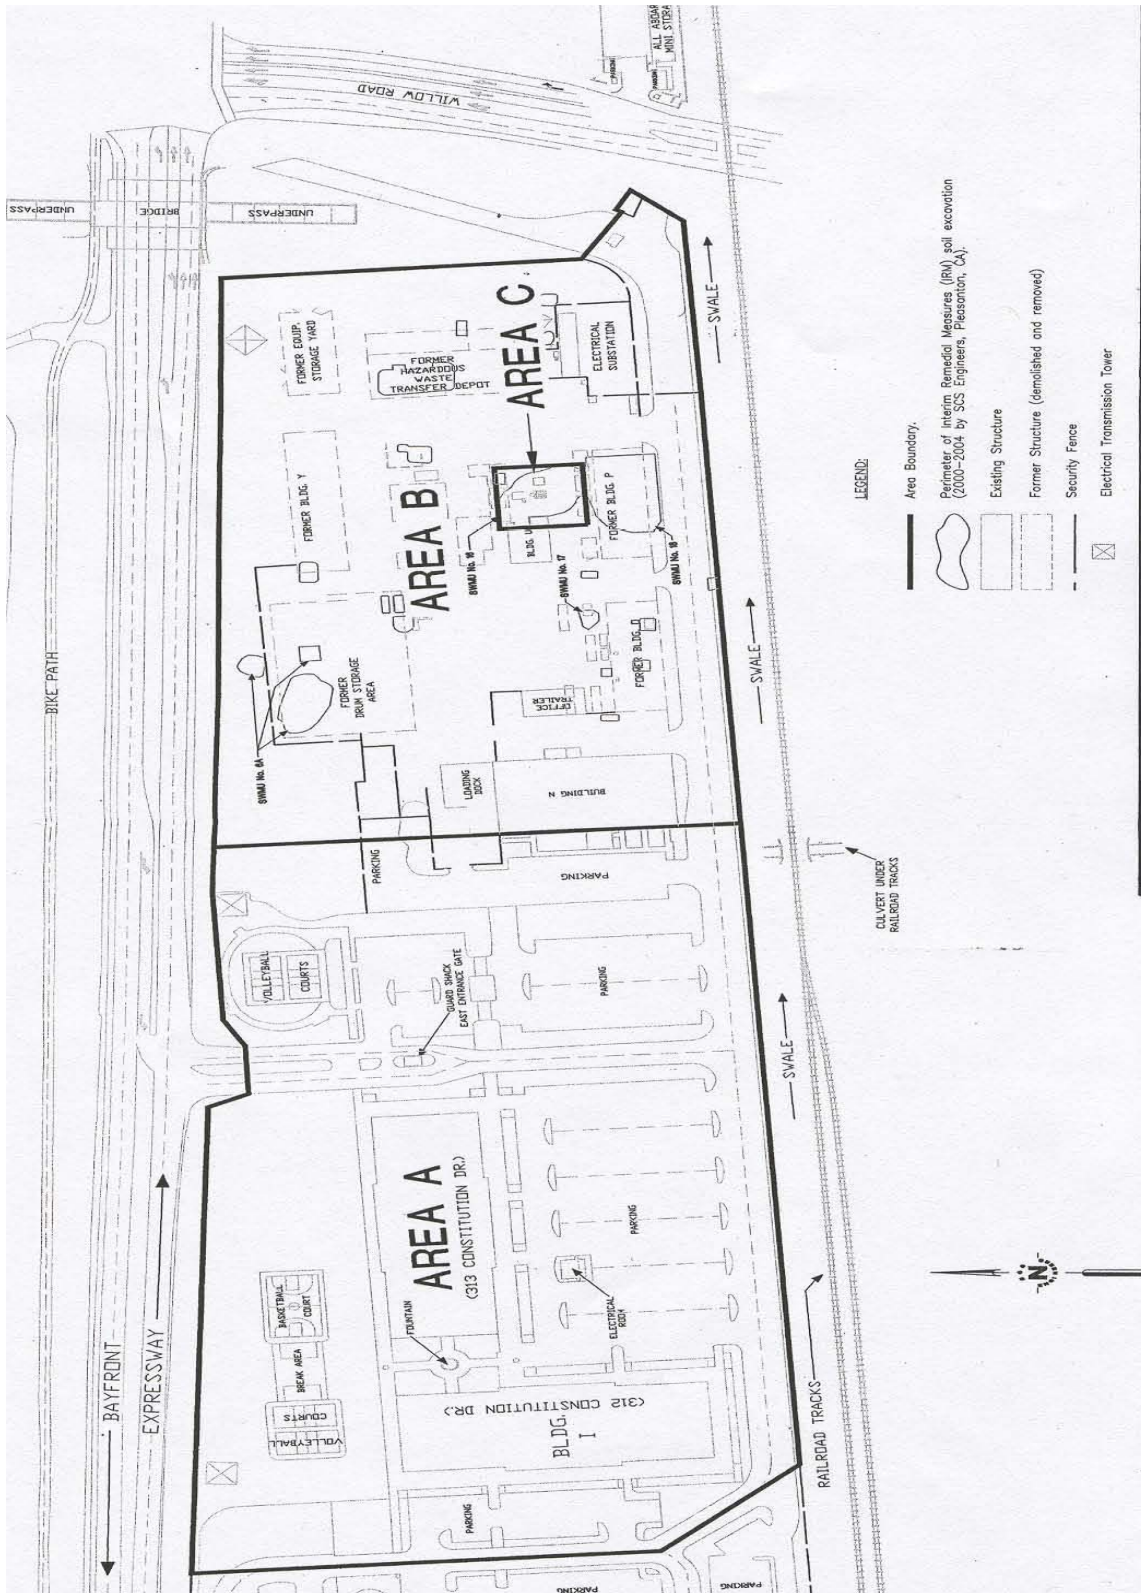 ALL ABOARD
MINI STORA
PARKING
PARKING
WILLOW ROAD
UNDERPASS
BRIDGE
UNDERPASS
BIKE PATH
BAYFRONT
EXPRESSWAY
FORMER EQUIP.
STORAGE YARD
FORMER
HAZARDOUS
WASTE
TRANSFER DEPOT
AREA C
ELECTRICAL
SUBSTATION
SWALE
FORMER BLDG. Y
AREA B
SWMU No. 16
FORMER BLDG. P
SWMU No. 17
SWMU No. 18
FORMER
DRUM STORAGE
AREA
SWMU No. 6A
OFFICE
TRAILER
FORMER BLDG. D
SWALE
LOADING
DOCK
BUILDING N
PARKING
PARKING
VOLLEYBALL
COURTS
GUARD SHACK
EAST ENTRANCE GATE
PARKING
CULVERT UNDER
RAILROAD TRACKS
SWALE
AREA A
(313 CONSTITUTION DR.)
PARKING
BASKETBALL
COURT
BREAK AREA
VOLLEYBALL
COURTS
FOUNTAIN
ELECTRICAL
ROOM
BLDG.
I
(312 CONSTITUTION DR.)
PARKING
RAILROAD TRACKS
PARKING
PARKING
N
LEGEND:
Area Boundary.
Perimeter of Interim Remedial Measures (IRM) soil excavation
(2000-2004 by SCS Engineers, Pleasanton, CA).
Existing Structure
Former Structure (demolished and removed)
Security Fence
Electrical Transmission Tower